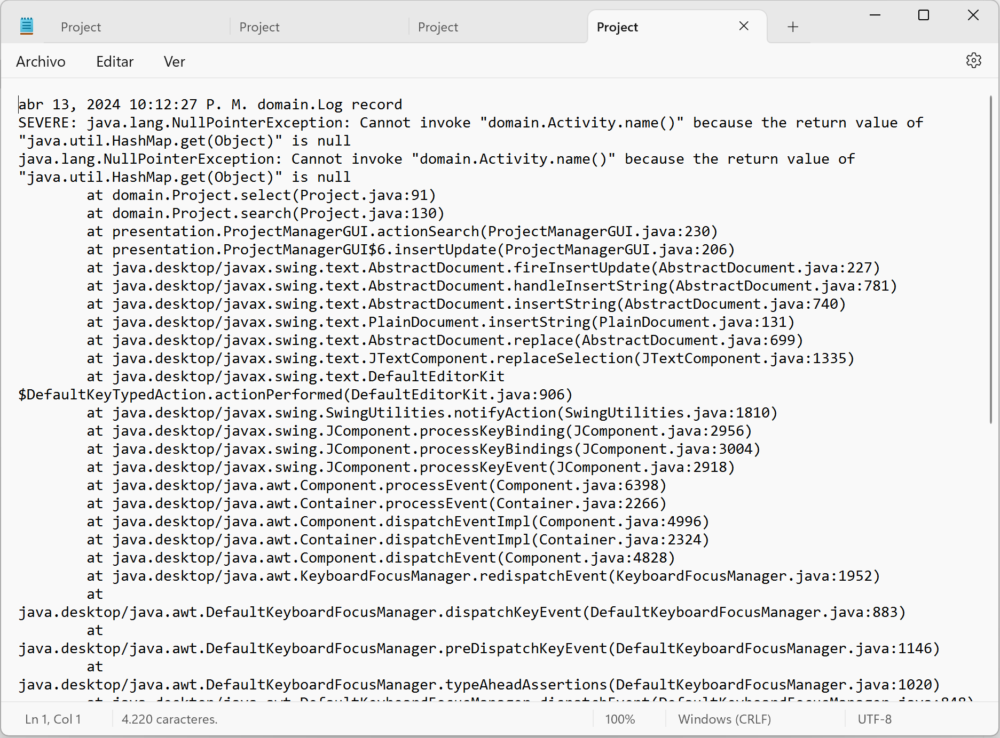 Project
Project
Project
Project
Archivo
Editar
Ver
abr 13, 2024 10:12:27 P. M. domain.Log record
SEVERE: java.lang.NullPointerException: Cannot invoke "domain.Activity.name()" because the return value of
"java.util.HashMap.get(Object)" is null
java.lang.NullPointerException: Cannot invoke "domain.Activity.name()" because the return value of
"java.util.HashMap.get(Object)" is null
at domain.Project.select(Project.java:91)
at domain.Project.search(Project.java:130)
at presentation.ProjectManagerGUI.actionSearch(ProjectManagerGUI.java:230)
at presentation.ProjectManagerGUI$6.insertUpdate(ProjectManagerGUI.java:206)
at java.desktop/javax.swing.text.AbstractDocument.fireInsertUpdate(AbstractDocument.java:227)
at java.desktop/javax.swing.text.AbstractDocument.handleInsertString(AbstractDocument.java:781)
at java.desktop/javax.swing.text.AbstractDocument.insertString(AbstractDocument.java:740)
at java.desktop/javax.swing.text.PlainDocument.insertString(PlainDocument.java:131)
at java.desktop/javax.swing.text.AbstractDocument.replace(AbstractDocument.java:699)
at java.desktop/javax.swing.text.JTextComponent.replaceSelection(JTextComponent.java:1335)
at java.desktop/javax.swing.text.DefaultEditorKit
$DefaultKeyTypedAction.actionPerformed(DefaultEditorKit.java:906)
at java.desktop/javax.swing.SwingUtilities.notifyAction(SwingUtilities.java:1810)
at java.desktop/javax.swing.JComponent.processKeyBinding(JComponent.java:2956)
at java.desktop/javax.swing.JComponent.processKeyBindings(JComponent.java:3004)
at java.desktop/javax.swing.JComponent.processKeyEvent(JComponent.java:2918)
at java.desktop/java.awt.Component.processEvent(Component.java:6398)
at java.desktop/java.awt.Container.processEvent(Container.java:2266)
at java.desktop/java.awt.Component.dispatchEventImpl(Component.java:4996)
at java.desktop/java.awt.Container.dispatchEventImpl(Container.java:2324)
at java.desktop/java.awt.Component.dispatchEvent(Component.java:4828)
at java.desktop/java.awt.KeyboardFocusManager.redispatchEvent(KeyboardFocusManager.java:1952)
at
java.desktop/java.awt.DefaultKeyboardFocusManager.dispatchKeyEvent(DefaultKeyboardFocusManager.java:883)
at
java.desktop/java.awt.DefaultKeyboardFocusManager.preDispatchKeyEvent(DefaultKeyboardFocusManager.java:1146)
at
java.desktop/java.awt.DefaultKeyboardFocusManager.typeAheadAssertions(DefaultKeyboardFocusManager.java:1020)
at java.desktop/java.awt.DefaultKeyboardFocusManager.dispatchEvent(DefaultKeyboardFocusManager.java:848)
Ln 1, Col 1
4.220 caracteres.
100%
Windows (CRLF)
UTF-8